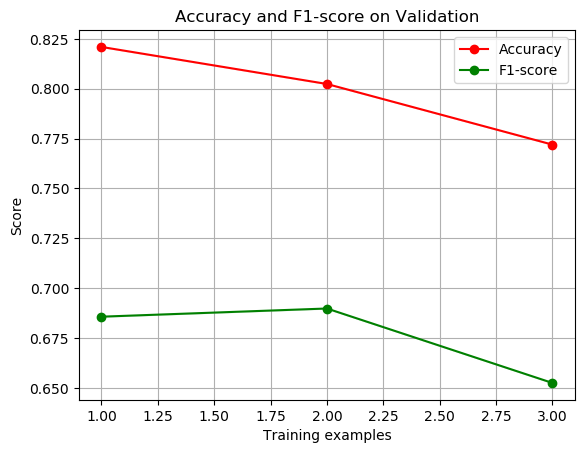 Accuracy and F1-score on Validation
Accuracy
F1-score
0.825
0.800
0.775
0.750
0.725
0.700
0.675
0.650
Score
1.00 1.25 1.50 1.75 2.00 2.25 2.50 2.75 3.00
Training examples